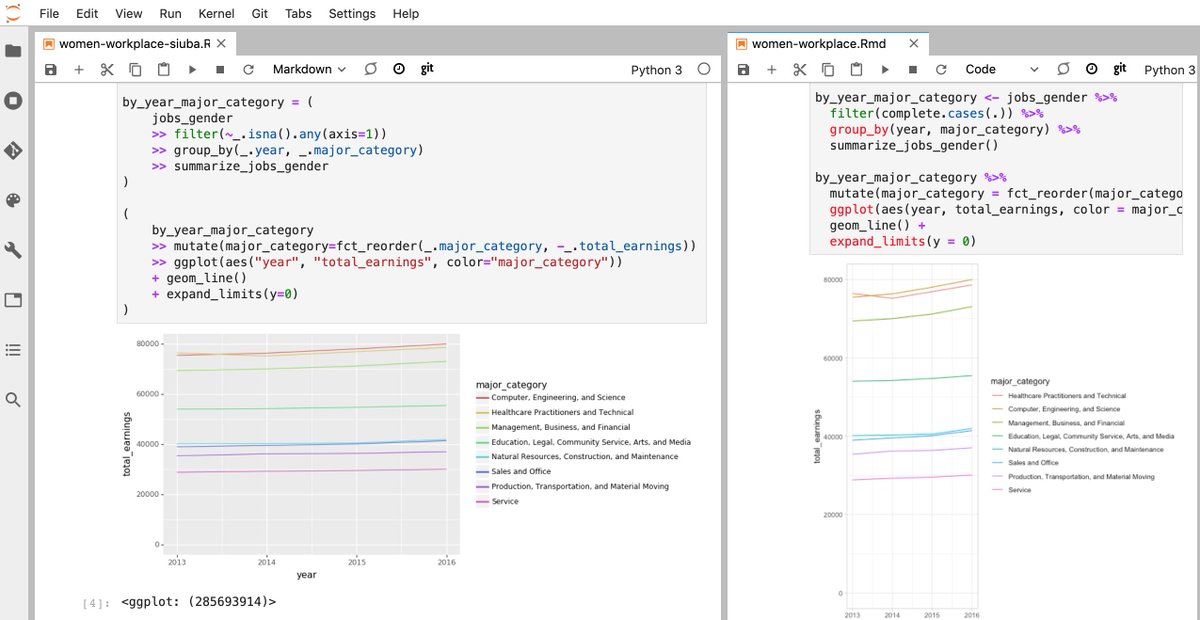 File Edit View Run Kernel Git Tabs Settings Help
women-workplace-siuba.R
Markdown git Python 3
by_year_major_category = (
jobs_gender
>> filter(~_.isna().any(axis=1))
>> group_by(_.year, _.major_category)
>> summarize_jobs_gender
)
(
by_year_major_category
>> mutate(major_category=fct_reorder(_.major_category, -_.total_earnings))
>> ggplot(aes("year", "total_earnings", color="major_category"))
+ geom_line()
+ expand_limits(y=0)
)
80000
60000
40000
20000
0
total_earnings
2013 2014 2015 2016
year
major_category
Computer, Engineering, and Science
Healthcare Practitioners and Technical
Management, Business, and Financial
Education, Legal, Community Service, Arts, and Media
Natural Resources, Construction, and Maintenance
Sales and Office
Production, Transportation, and Material Moving
Service
[4]: <ggplot: (285693914)>
women-workplace.Rmd
Code git Python 3
by_year_major_category <- jobs_gender %>%
filter(complete.cases(.)) %>%
group_by(year, major_category) %>%
summarize_jobs_gender()
by_year_major_category %>%
mutate(major_category = fct_reorder(major_catego
ggplot(aes(year, total_earnings, color = major_c
geom_line() +
expand_limits(y = 0)
80000
60000
40000
20000
0
total_earnings
2013 2014 2015 2016
major_category
Healthcare Practitioners and Technical
Computer, Engineering, and Science
Management, Business, and Financial
Education, Legal, Community Service, Arts, and Media
Natural Resources, Construction, and Maintenance
Sales and Office
Production, Transportation, and Material Moving
Service